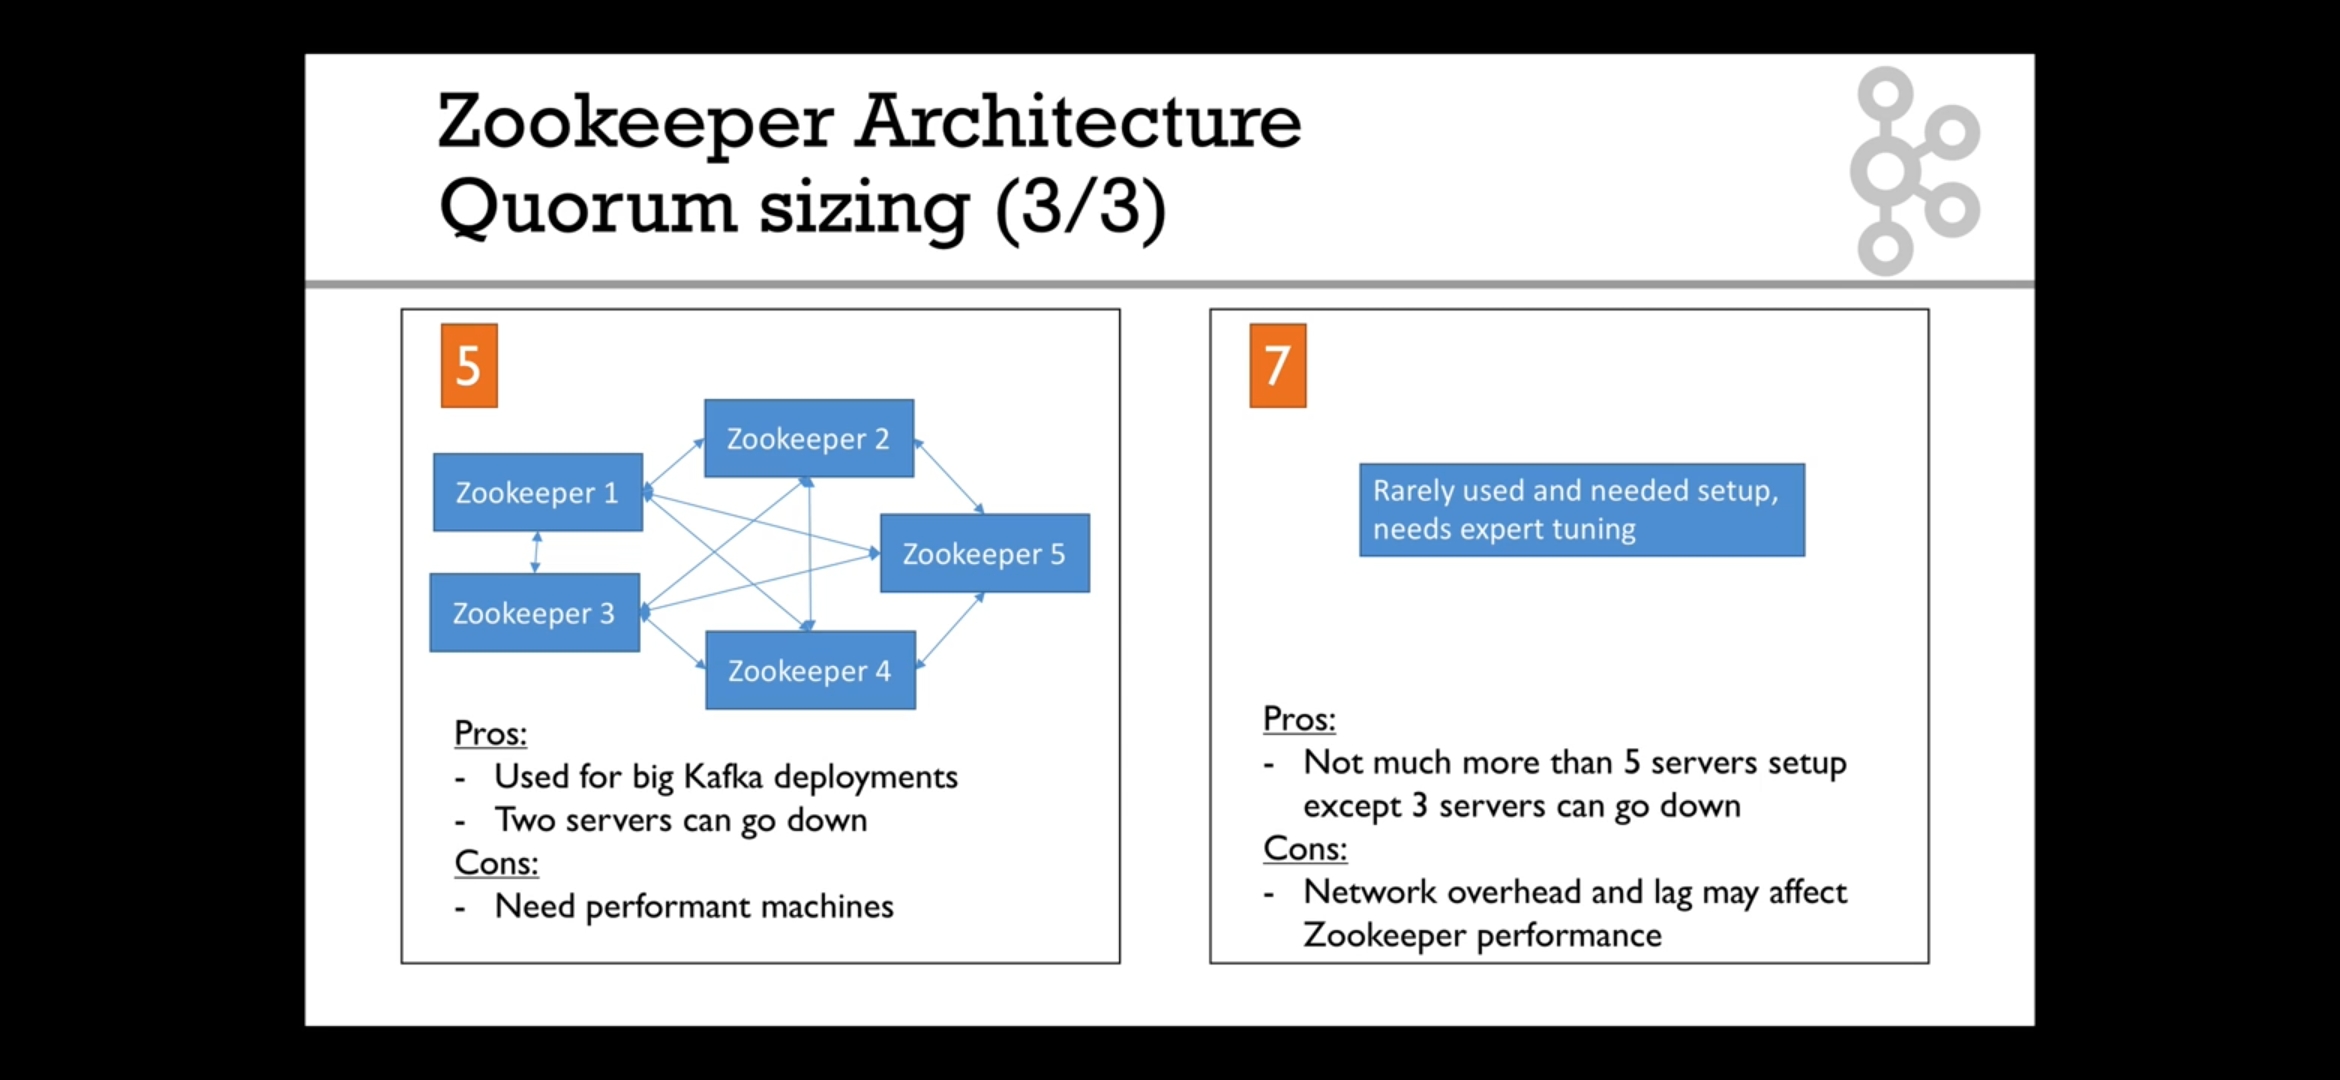 Zookeeper Architecture
Quorum sizing (3/3)
5
Zookeeper 2
Zookeeper 1
Zookeeper 5
Zookeeper 3
Zookeeper 4
Pros:
- Used for big Kafka deployments
- Two servers can go down
Cons:
- Need performant machines
7
Rarely used and needed setup,
needs expert tuning
Pros:
- Not much more than 5 servers setup
except 3 servers can go down
Cons:
- Network overhead and lag may affect
Zookeeper performance